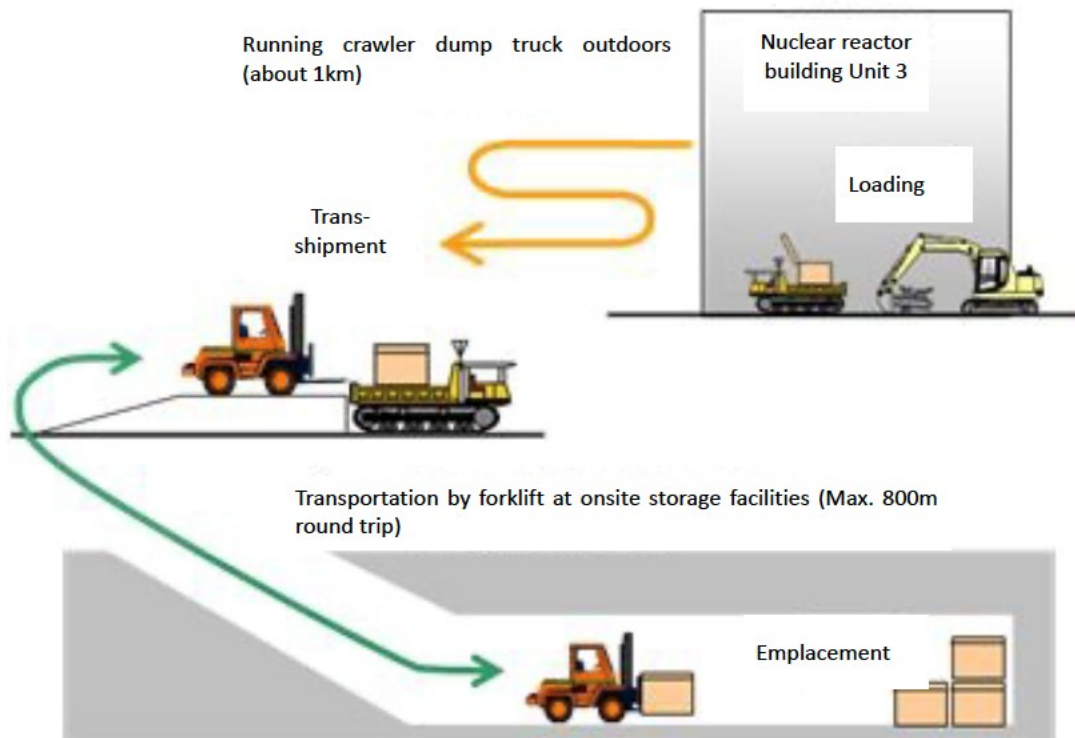 Running crawler dump truck outdoors
(about 1km)
Nuclear reactor
building Unit 3
Loading
Trans-
shipment
Transportation by forklift at onsite storage facilities (Max. 800m
round trip)
Emplacement